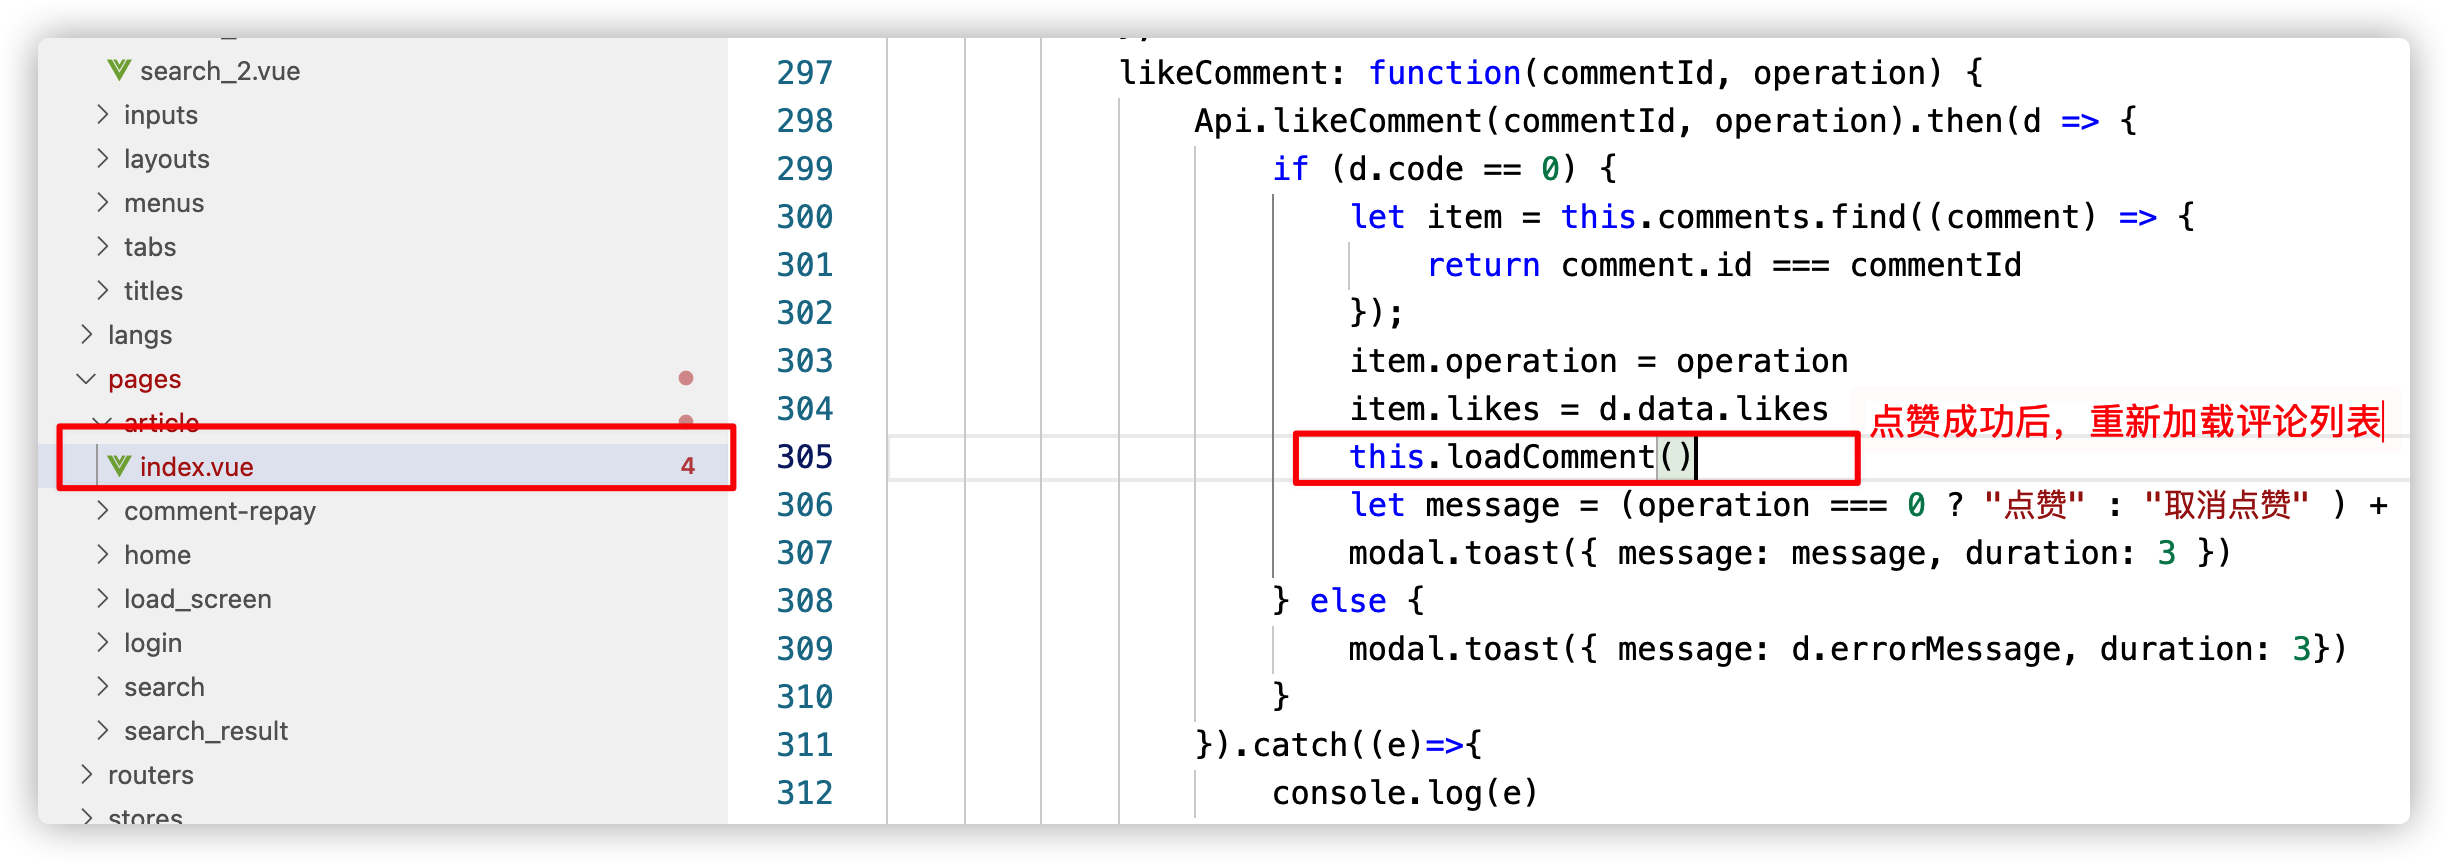 search_2.vue
inputs
layouts
menus
tabs
titles
langs
pages
article
index.vue 4
comment-repay
home
load_screen
login
search
search_result
routers
stores
297 likeComment: function(commentId, operation) {
298 Api.likeComment(commentId, operation).then(d => {
299 if (d.code == 0) {
300 let item = this.comments.find((comment) => {
301 return comment.id === commentId
302 });
303 item.operation = operation
304 item.likes = d.data.likes
点赞成功后，重新加载评论列表
305 this.loadComment()
306 let message = (operation === 0 ? "点赞" : "取消点赞" ) +
307 modal.toast({ message: message, duration: 3 })
308 } else {
309 modal.toast({ message: d.errorMessage, duration: 3})
310 }
311 }).catch((e)=>{
312 console.log(e)